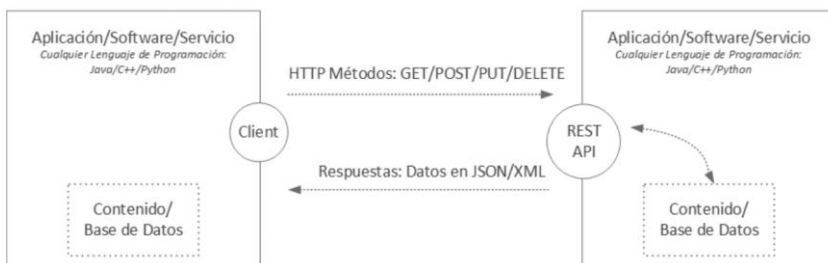 Aplicación/Software/Servicio
Cualquier Lenguaje de Programación:
Java/C++/Python
Client
Contenido/
Base de Datos
HTTP Métodos: GET/POST/PUT/DELETE
Respuestas: Datos en JSON/XML
Aplicación/Software/Servicio
Cualquier Lenguaje de Programación:
Java/C++/Python
REST
API
Contenido/
Base de Datos